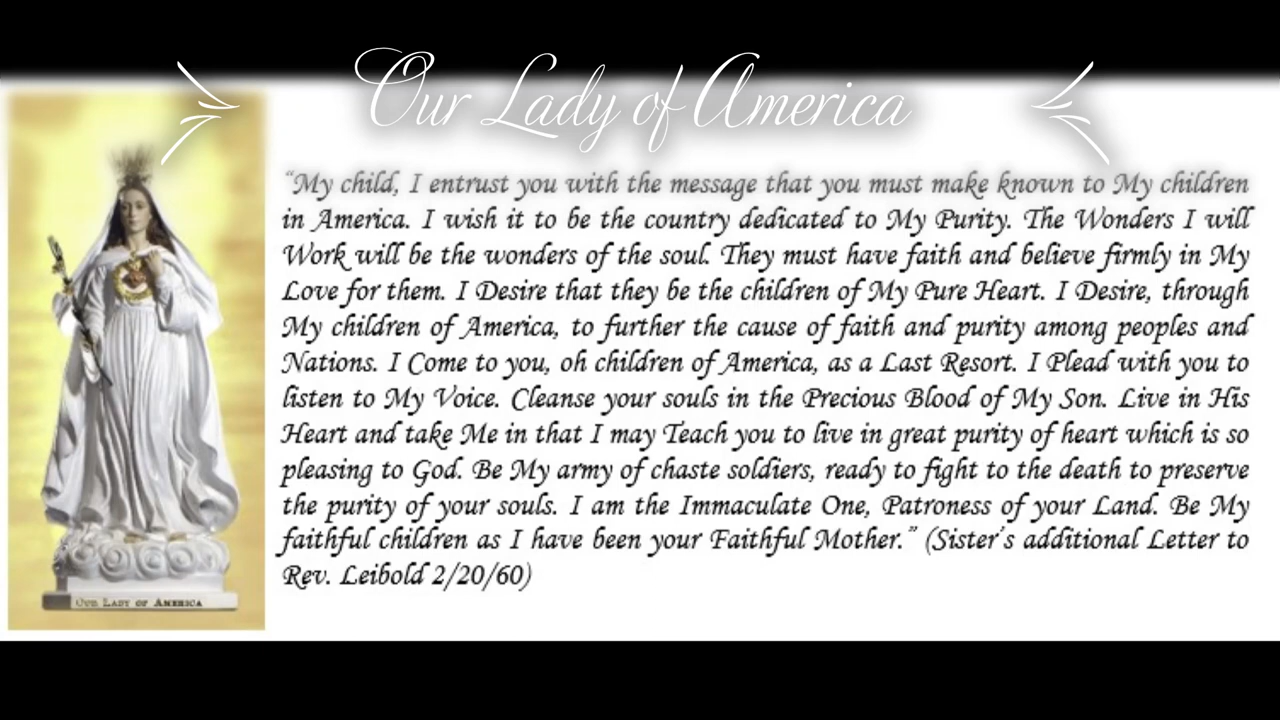 Our Lady of America
“My child, I entrust you with the message that you must make known to My children
in America. I wish it to be the country dedicated to My Purity. The Wonders I will
Work will be the wonders of the soul. They must have faith and believe firmly in My
Love for them. I Desire that they be the children of My Pure Heart. I Desire, through
My children of America, to further the cause of faith and purity among peoples and
Nations. I Come to you, oh children of America, as a Last Resort. I Plead with you to
listen to My Voice. Cleanse your souls in the Precious Blood of My Son. Live in His
Heart and take Me in that I may Teach you to live in great purity of heart which is so
pleasing to God. Be My army of chaste soldiers, ready to fight to the death to preserve
the purity of your souls. I am the Immaculate One, Patroness of your Land. Be My
faithful children as I have been your Faithful Mother.” (Sister’s additional Letter to
Rev. Leibold 2/20/60)
OUR LADY OF AMERICA